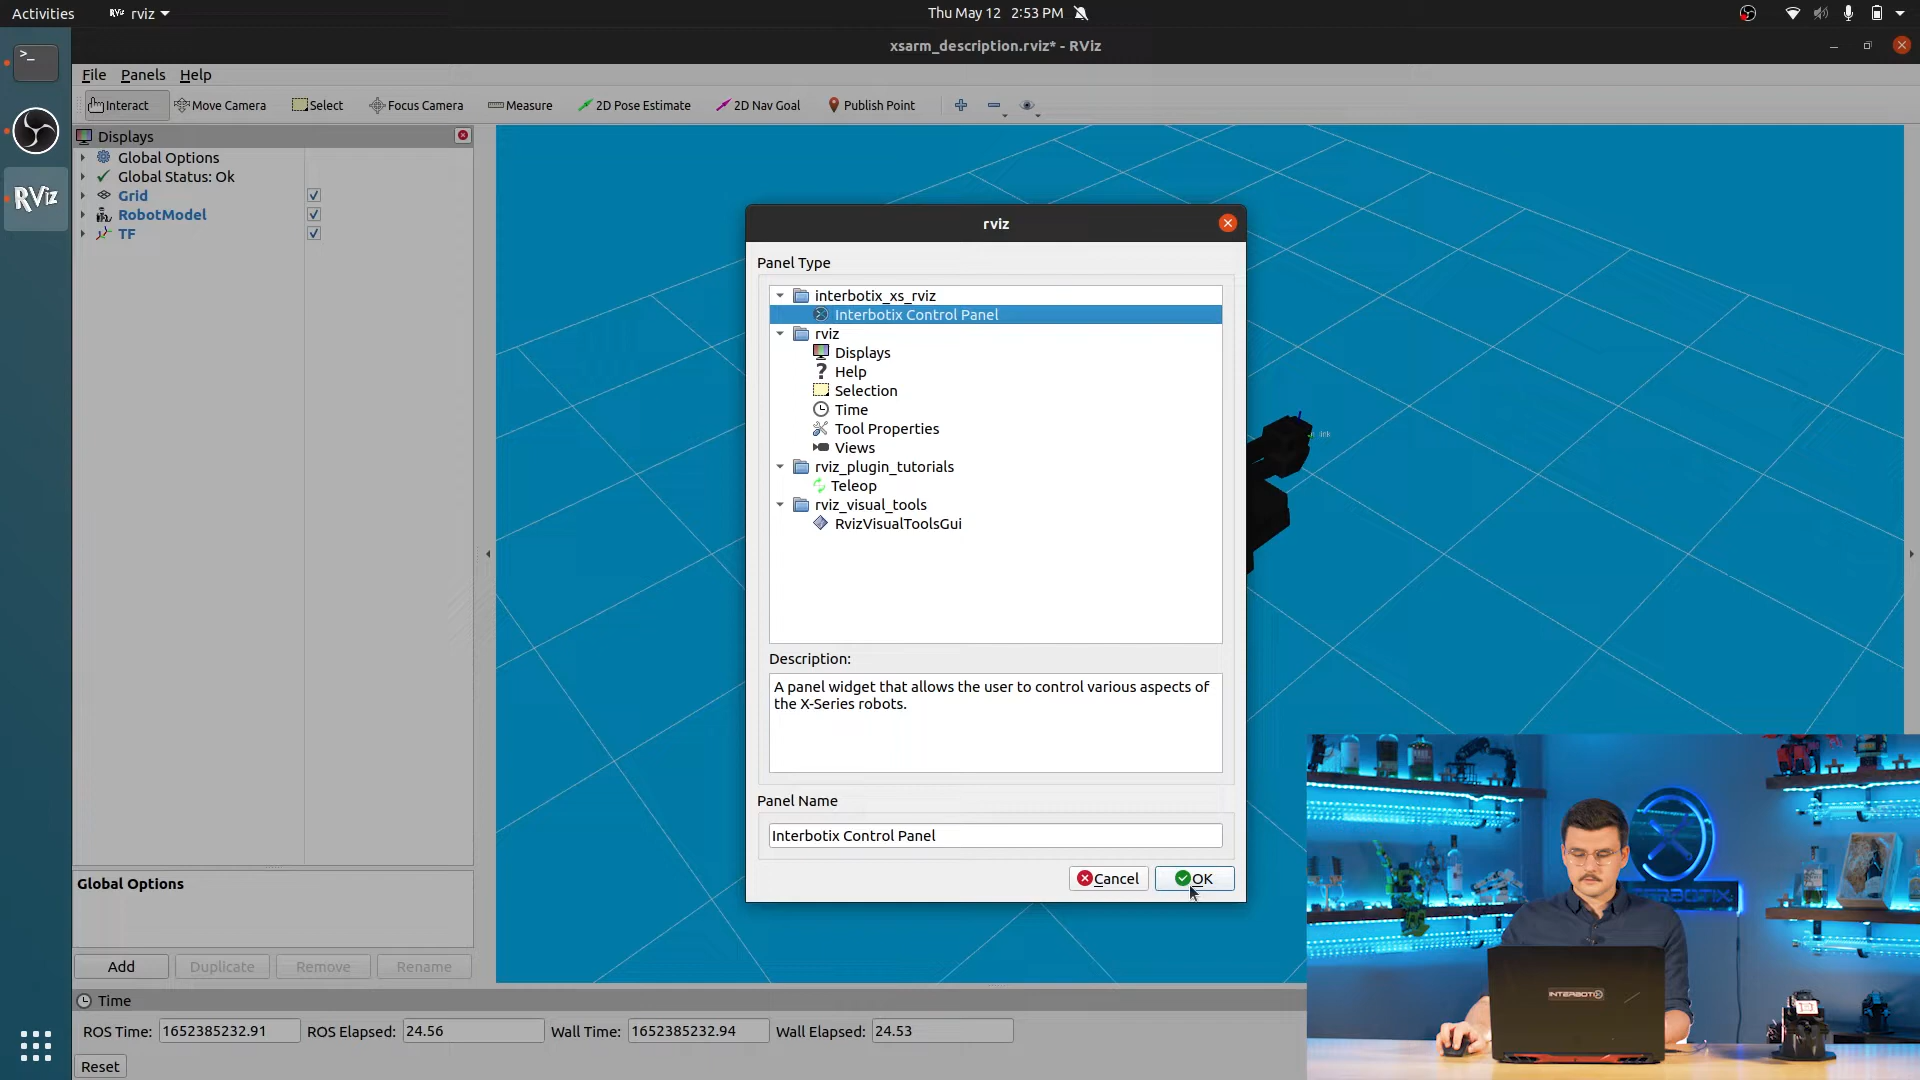 Activities
RViz rviz
Thu May 12 2:53 PM
xsarm_description.rviz* - RViz
File Panels Help
Interact Move Camera Select Focus Camera Measure 2D Pose Estimate 2D Nav Goal Publish Point
Displays
Global Options
Global Status: Ok
Grid
RobotModel
TF
RViz
rviz
Panel Type
interbotix_xs_rviz
Interbotix Control Panel
rviz
Displays
Help
Selection
Time
Tool Properties
Views
rviz_plugin_tutorials
Teleop
rviz_visual_tools
RvizVisualToolsGui
Description:
A panel widget that allows the user to control various aspects of
the X-Series robots.
Panel Name
Interbotix Control Panel
Cancel OK
link
Global Options
Add Duplicate Remove Rename
Time
ROS Time: 1652385232.91 ROS Elapsed: 24.56 Wall Time: 1652385232.94 Wall Elapsed: 24.53
Reset
INTERBOTIX